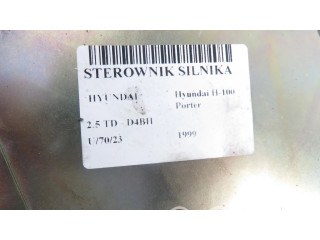 STEROWNIK SILNIKA
HYUNDAI Hyundai H-100
Porter
2.5 TD D4BH
U/70/23 1999